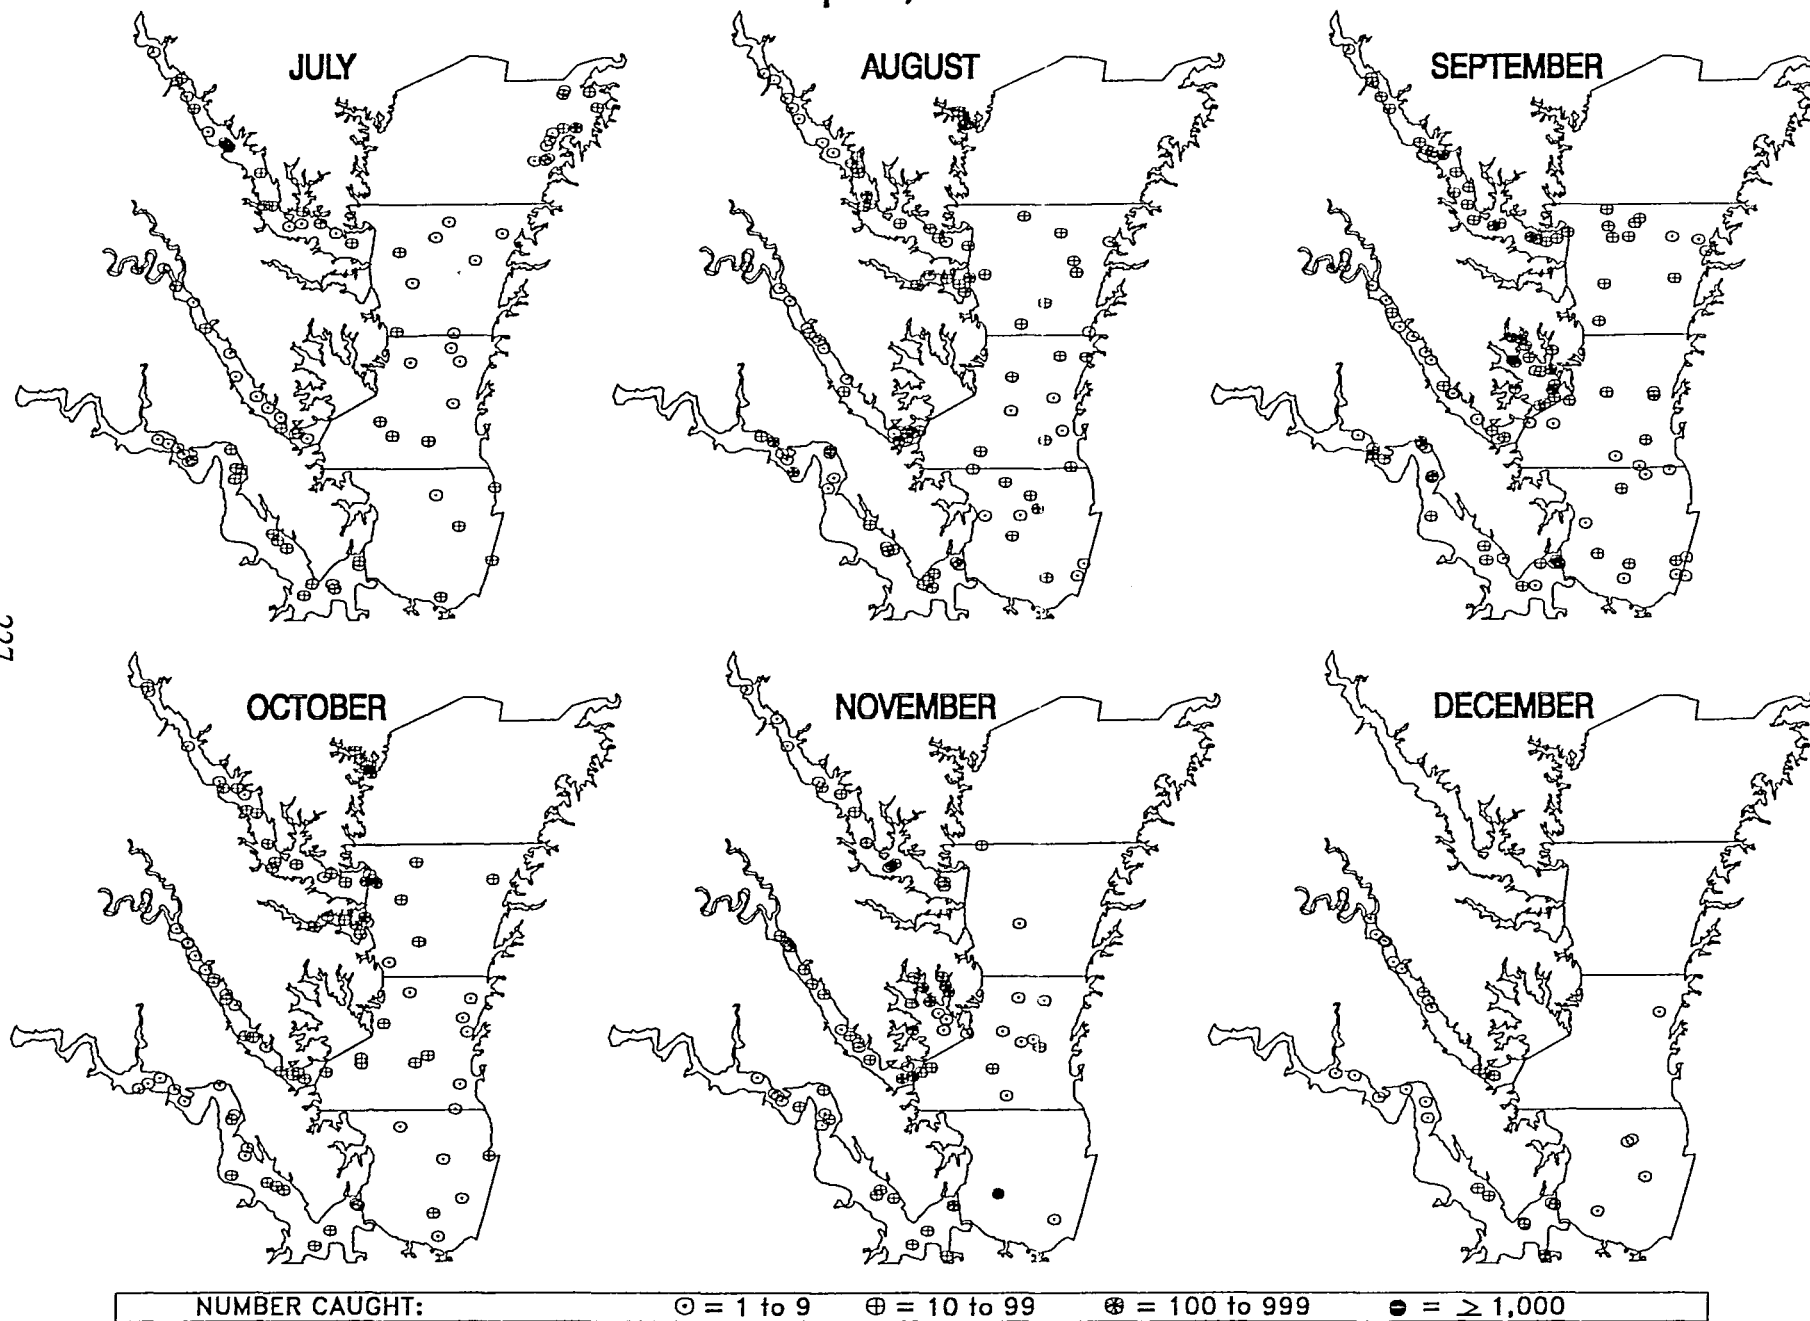 JULY
AUGUST
SEPTEMBER
227
OCTOBER
NOVEMBER
DECEMBER
NUMBER CAUGHT: ⊙ = 1 to 9 ⊕ = 10 to 99 ⊛ = 100 to 999 ● = ≥ 1,000